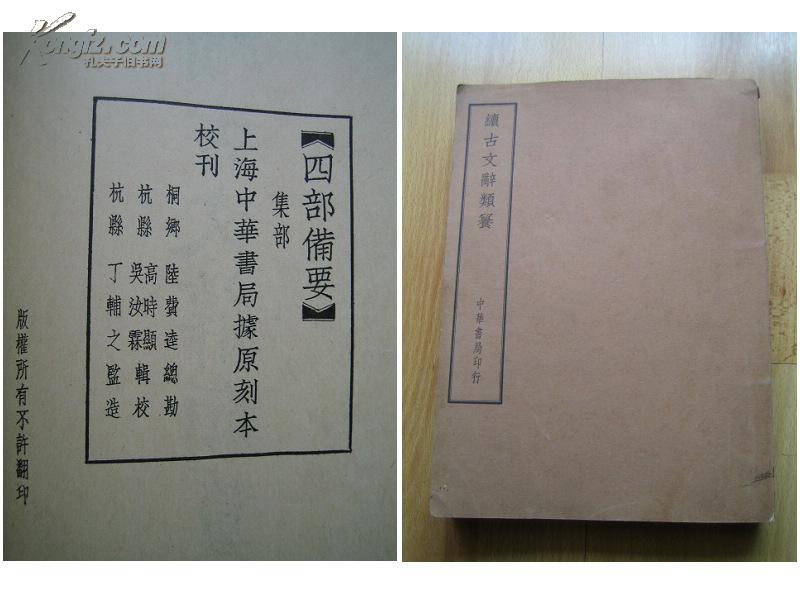 Kongfz.com
孔夫子旧书网
【四部備要】
集部
上海中華書局據原刻本
校刊
桐鄉 陸費逵總勘
杭縣 高時顯 吳汝霖 輯校
杭縣 丁輔之監造
版權所有不許翻印
續古文辭類纂
中華書局印行